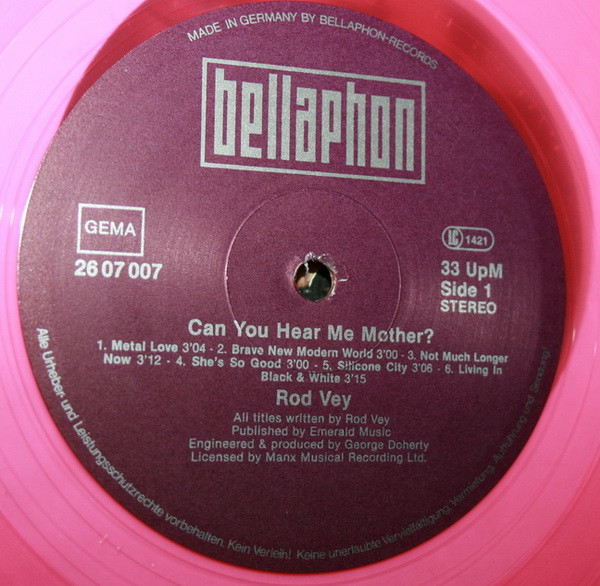 MADE IN GERMANY BY BELLAPHON-RECORDS
bellaphon
GEMA
26 07 007
LC 1421
33 UpM
Side 1
STEREO
Can You Hear Me Mother?
1. Metal Love 3'04 - 2. Brave New Modern World 3'00 - 3. Not Much Longer
Now 3'12 - 4. She's So Good 3'00 - 5. Silicone City 3'06 - 6. Living In
Black & White 3'15
Rod Vey
All titles written by Rod Vey
Published by Emerald Music
Engineered & produced by George Doherty
Licensed by Manx Musical Recording Ltd.
Alle Urheber- und Leistungsschutzrechte vorbehalten. Kein Verleih! Keine unerlaubte Vervielfältigung, Vermietung, Aufführung und Sendung!